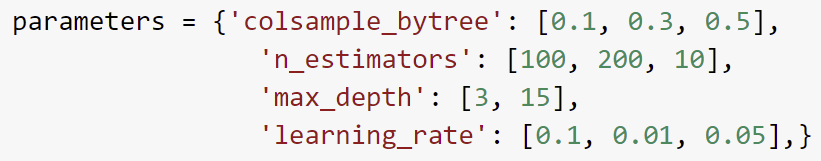 parameters = {'colsample_bytree': [0.1, 0.3, 0.5],
'n_estimators': [100, 200, 10],
'max_depth': [3, 15],
'learning_rate': [0.1, 0.01, 0.05],}